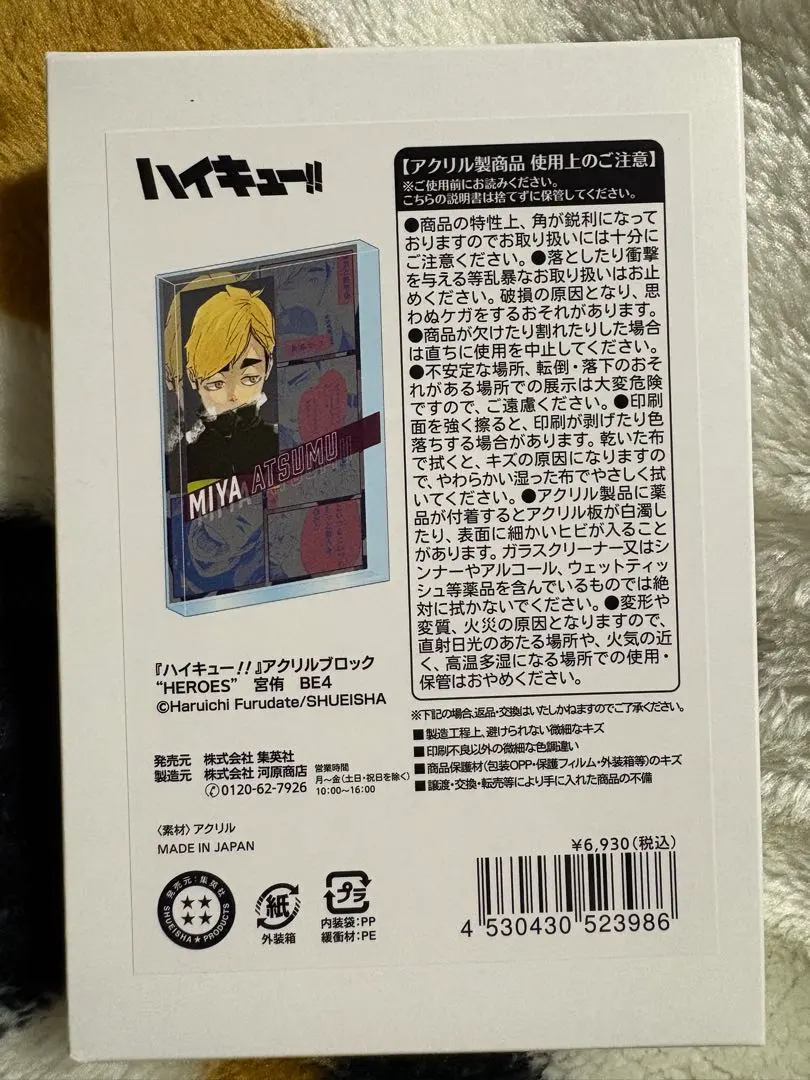 ハイキュー!!
MIYA ATSUMU
『ハイキュー!!』アクリルブロック
“HEROES” 宮侑 BE4
©Haruichi Furudate/SHUEISHA
発売元 株式会社 集英社
製造元 株式会社 河原商店
0120-62-7926
営業時間
月~金(土日・祝日を除く)
10:00~16:00
〈素材〉アクリル
MADE IN JAPAN
発売元:集英社
SHUEISHA★PRODUCTS
紙
外装箱
プラ
内装袋:PP
緩衝材:PE
【アクリル製商品 使用上のご注意】
※ご使用前にお読みください。
こちらの説明書は捨てずに保管してください。
●商品の特性上、角が鋭利になって
おりますのでお取り扱いには十分に
ご注意ください。●落としたり衝撃
を与える等乱暴なお取り扱いはお止
めください。破損の原因となり、思
わぬケガをするおそれがあります。
●商品が欠けたり割れたりした場合
は直ちに使用を中止してください。
●不安定な場所、転倒・落下のおそ
れがある場所での展示は大変危険
ですので、ご遠慮ください。●印刷
面を強く擦ると、印刷が剥げたり色
落ちする場合があります。乾いた布
で拭くと、キズの原因になりますの
で、やわらかい湿った布でやさしく拭
いてください。●アクリル製品に薬
品が付着するとアクリル板が白濁し
たり、表面に細かいヒビが入ること
があります。ガラスクリーナー又はシ
ンナーやアルコール、ウェットティッ
シュ等薬品を含んでいるものでは絶
対に拭かないでください。●変形や
変質、火災の原因となりますので、
直射日光のあたる場所や、火気の近
く、高温多湿になる場所での使用・
保管はおやめください。
※下記の場合、返品・交換はいたしかねますのでご了承ください。
■製造工程上、避けられない微細なキズ
■印刷不良以外の微細な色調違い
■商品保護材(包装OPP・保護フィルム・外装箱等)のキズ
■譲渡・交換・転売等により手に入れた商品の不備
¥6,930(税込)
4 530430 523986